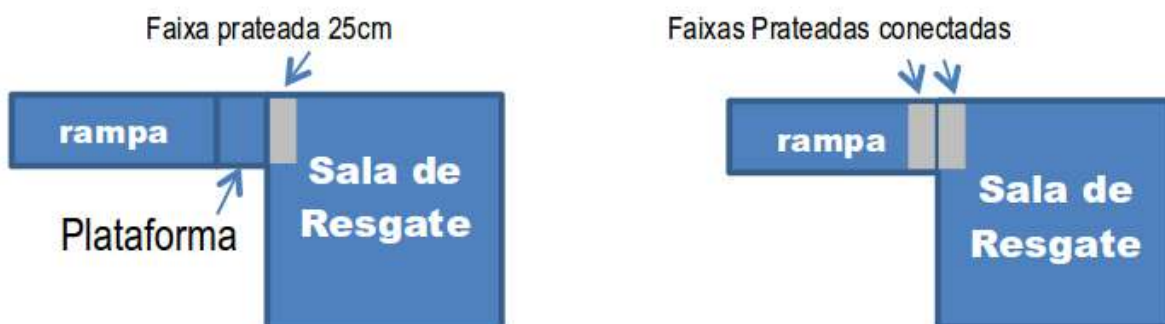 Faixa prateada 25cm
rampa
Sala de
Resgate
Plataforma
Faixas Prateadas conectadas
rampa
Sala de
Resgate